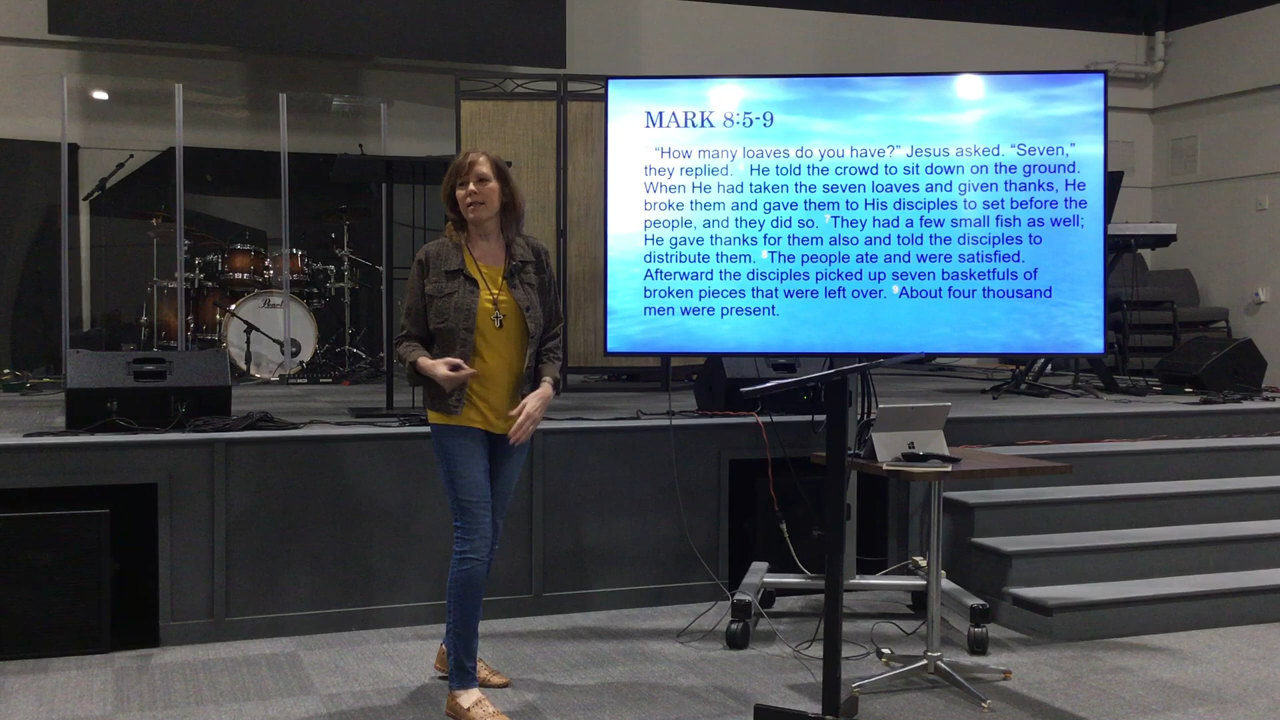 MARK 8:5-9
“How many loaves do you have?” Jesus asked. “Seven,”
they replied. He told the crowd to sit down on the ground.
When He had taken the seven loaves and given thanks, He
broke them and gave them to His disciples to set before the
people, and they did so. 7They had a few small fish as well;
He gave thanks for them also and told the disciples to
distribute them. 8The people ate and were satisfied.
Afterward the disciples picked up seven basketfuls of
broken pieces that were left over. 9About four thousand
men were present.
Pearl